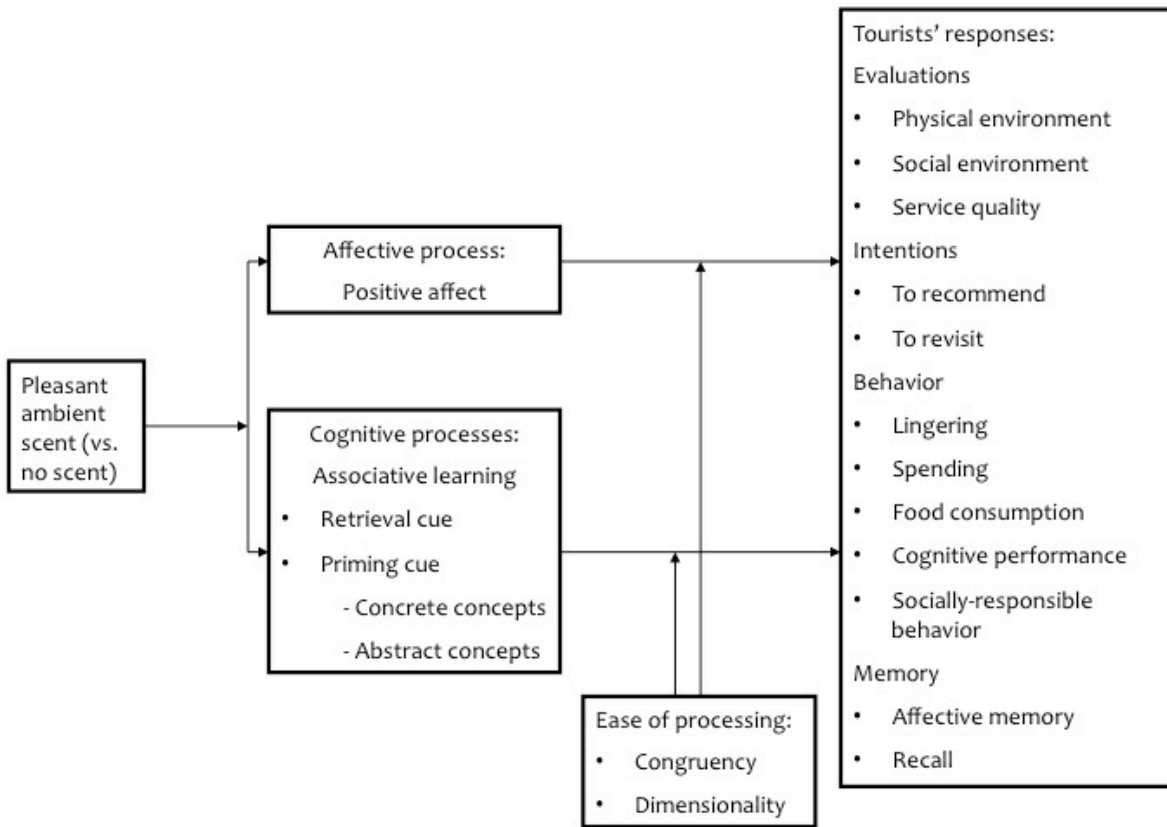 Pleasant
ambient
scent (vs.
no scent)
Affective process:
Positive affect
Cognitive processes:
Associative learning
• Retrieval cue
• Priming cue
- Concrete concepts
- Abstract concepts
Ease of processing:
• Congruency
• Dimensionality
Tourists’ responses:
Evaluations
• Physical environment
• Social environment
• Service quality
Intentions
• To recommend
• To revisit
Behavior
• Lingering
• Spending
• Food consumption
• Cognitive performance
• Socially-responsible
behavior
Memory
• Affective memory
• Recall